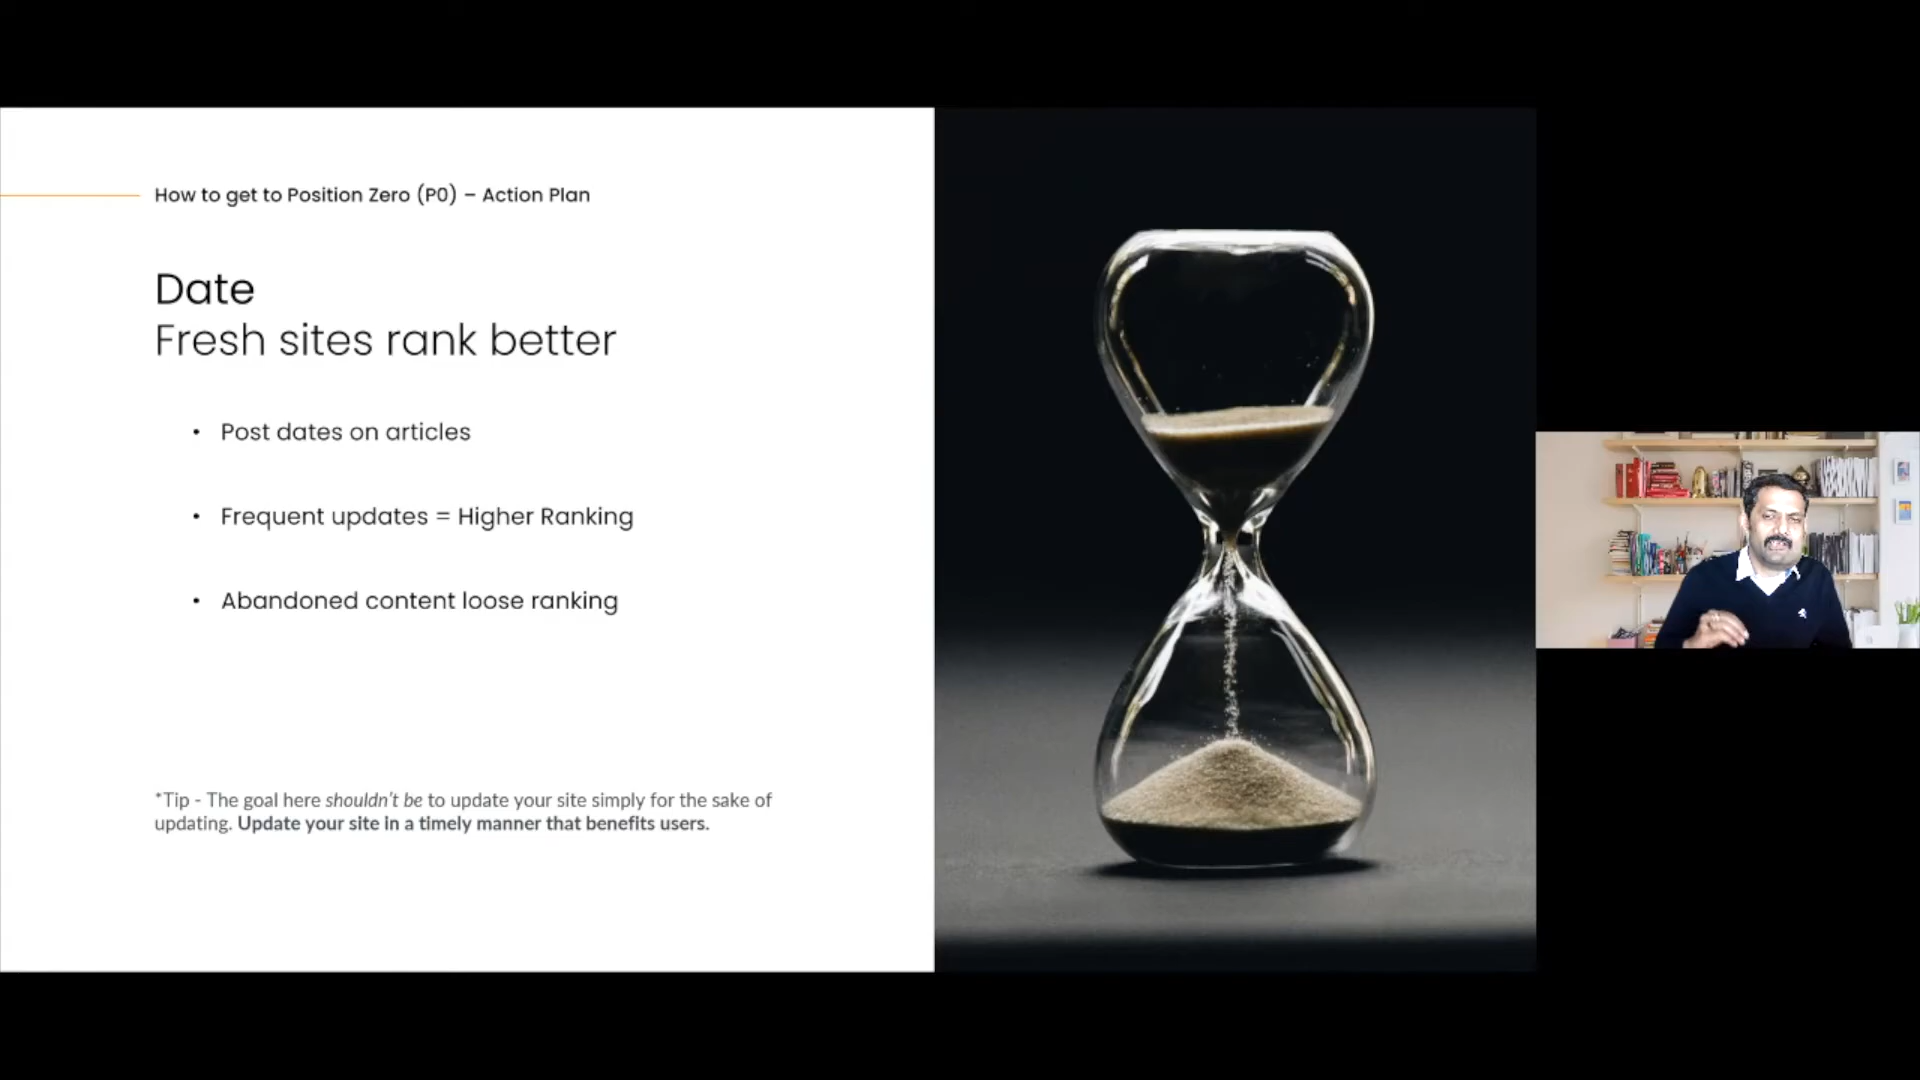 How to get to Position Zero (P0) – Action Plan
Date
Fresh sites rank better
• Post dates on articles
• Frequent updates = Higher Ranking
• Abandoned content loose ranking
*Tip - The goal here shouldn't be to update your site simply for the sake of
updating. Update your site in a timely manner that benefits users.